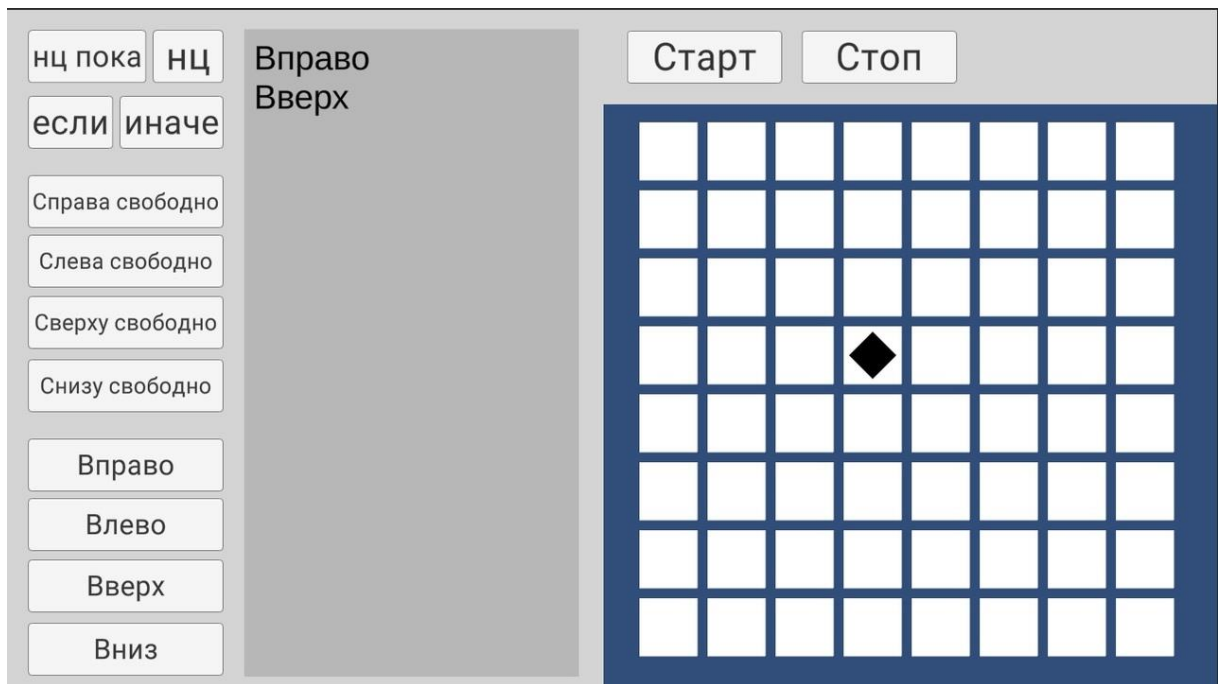 нц пока
нц
если
иначе
Справа свободно
Слева свободно
Сверху свободно
Снизу свободно
Вправо
Влево
Вверх
Вниз
Вправо
Вверх
Старт
Стоп